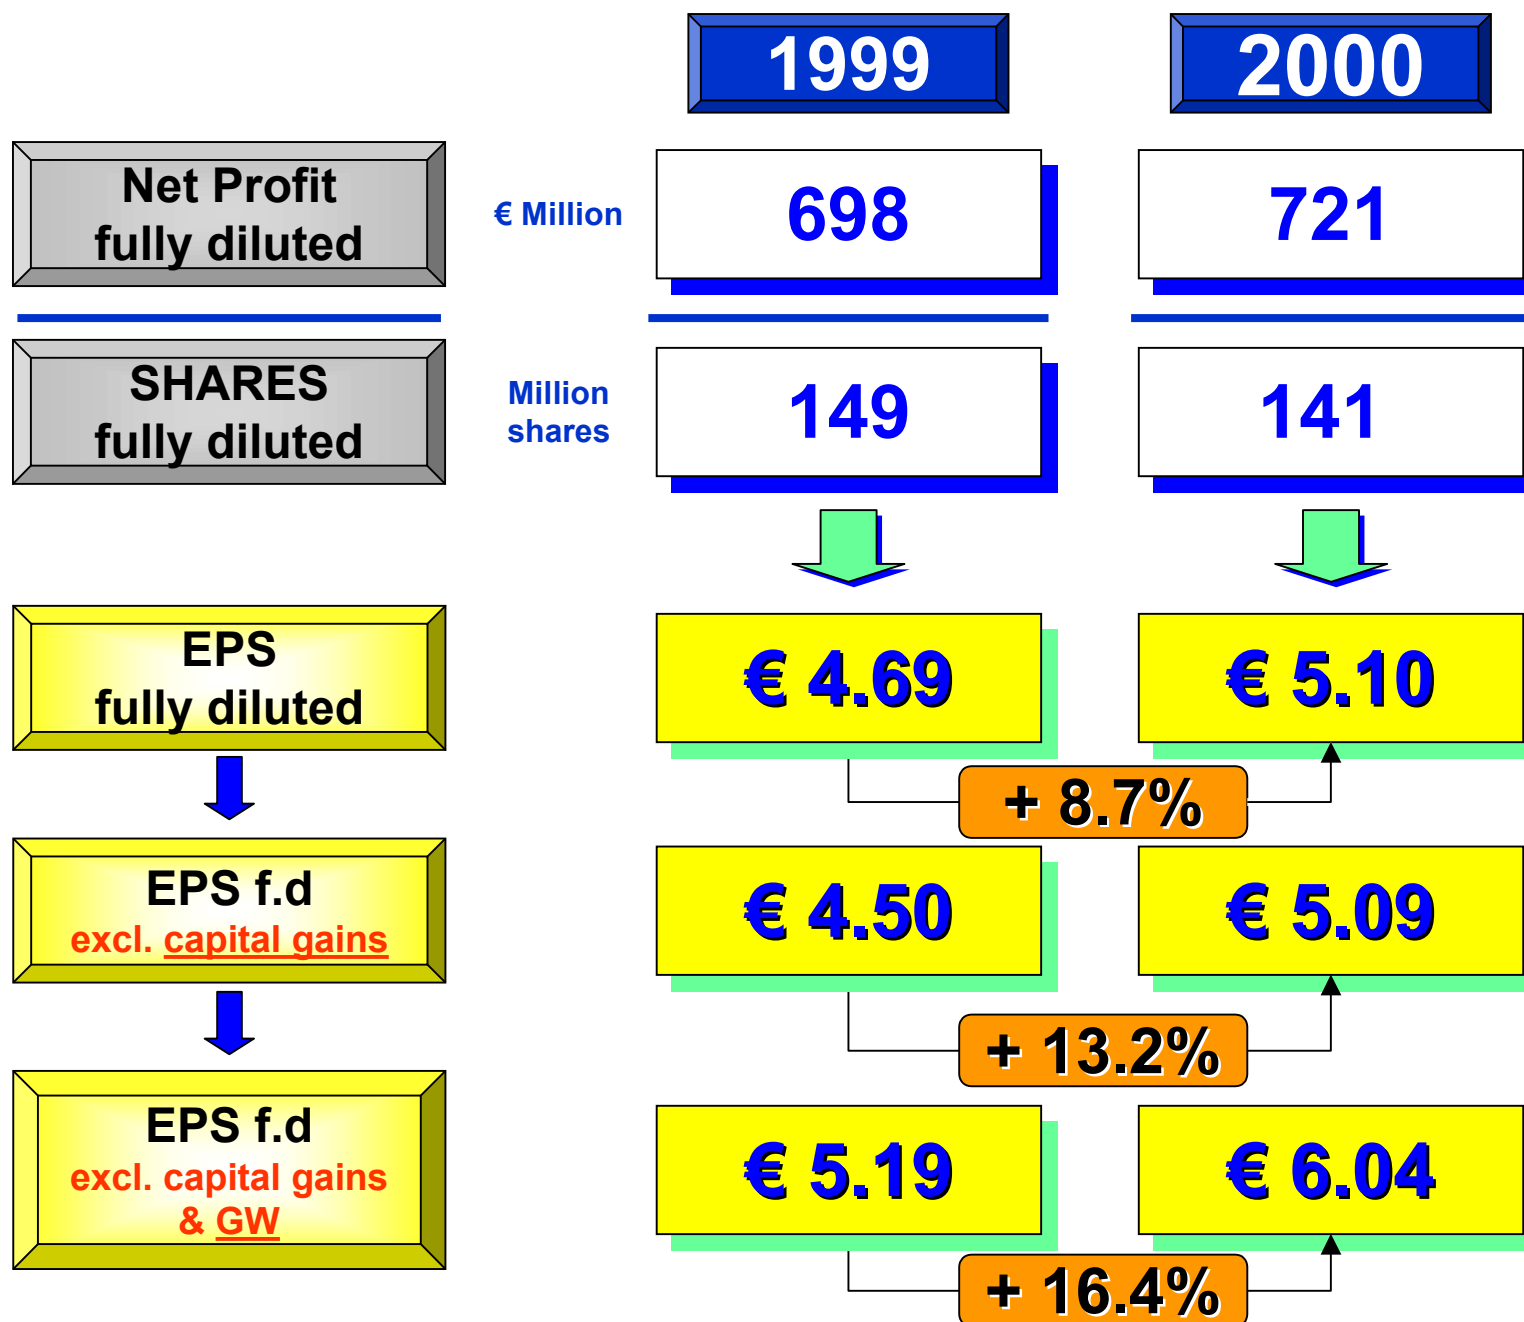 1999
2000
Net Profit
fully diluted
€ Million
698
721
SHARES
fully diluted
Million
shares
149
141
EPS
fully diluted
€ 4.69
€ 5.10
+ 8.7%
EPS f.d
excl. capital gains
€ 4.50
€ 5.09
+ 13.2%
EPS f.d
excl. capital gains
& GW
€ 5.19
€ 6.04
+ 16.4%